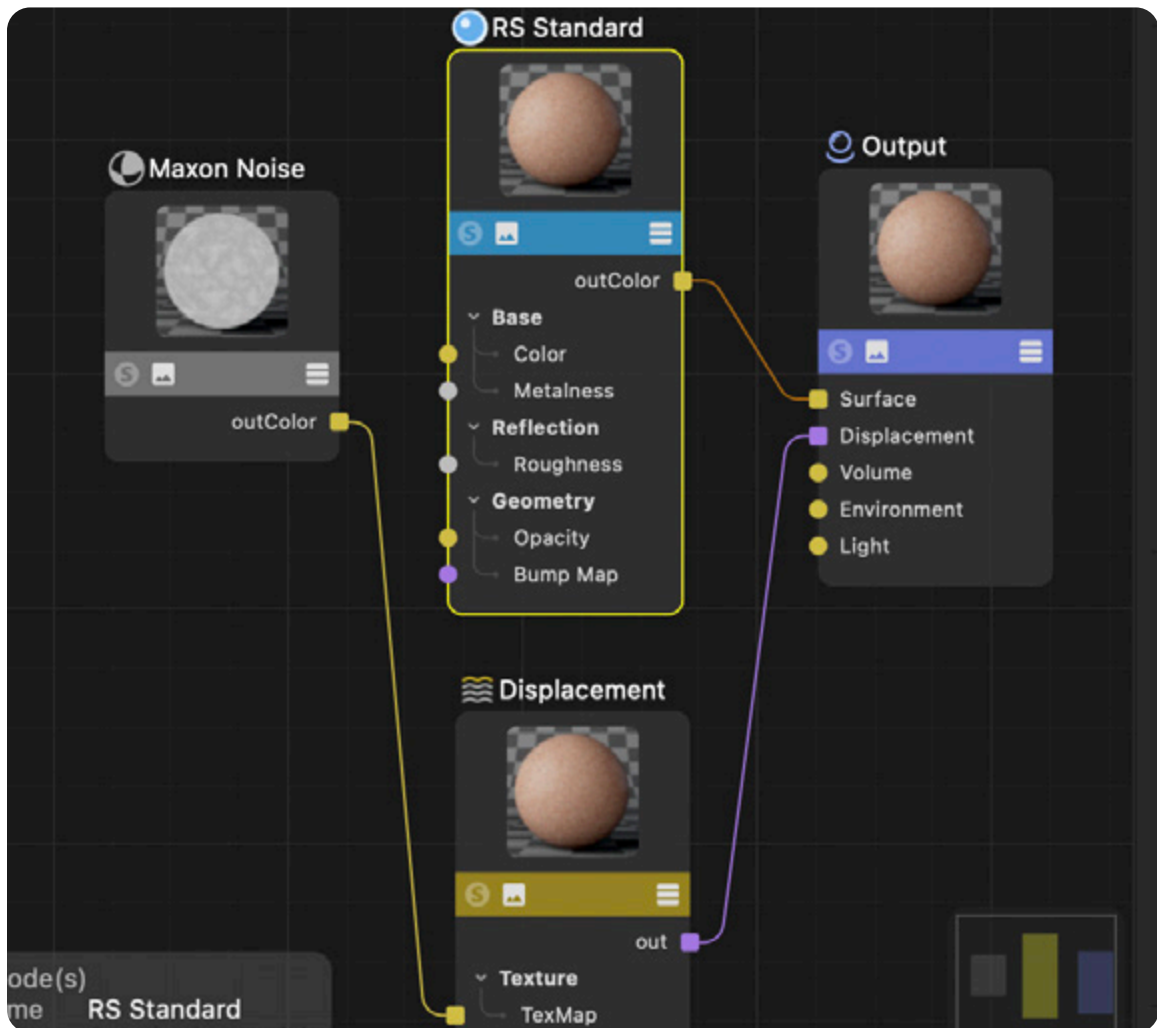 RS Standard
Output
Maxon Noise
outColor
Base
Color
Metalness
Reflection
Roughness
Geometry
Opacity
Bump Map
outColor
Surface
Displacement
Volume
Environment
Light
Displacement
out
Texture
TexMap
ode(s)
me RS Standard